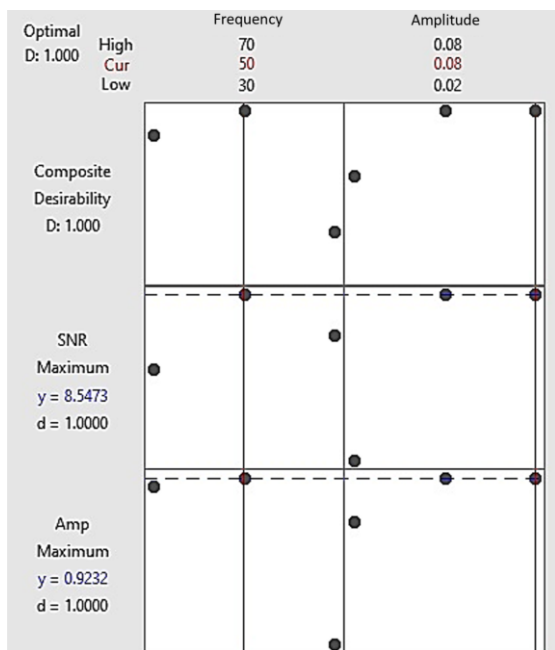 Optimal
D: 1.000
Frequency Amplitude
High 70 0.08
Cur 50 0.08
Low 30 0.02
Composite
Desirability
D: 1.000
SNR
Maximum
y = 8.5473
d = 1.0000
Amp
Maximum
y = 0.9232
d = 1.0000